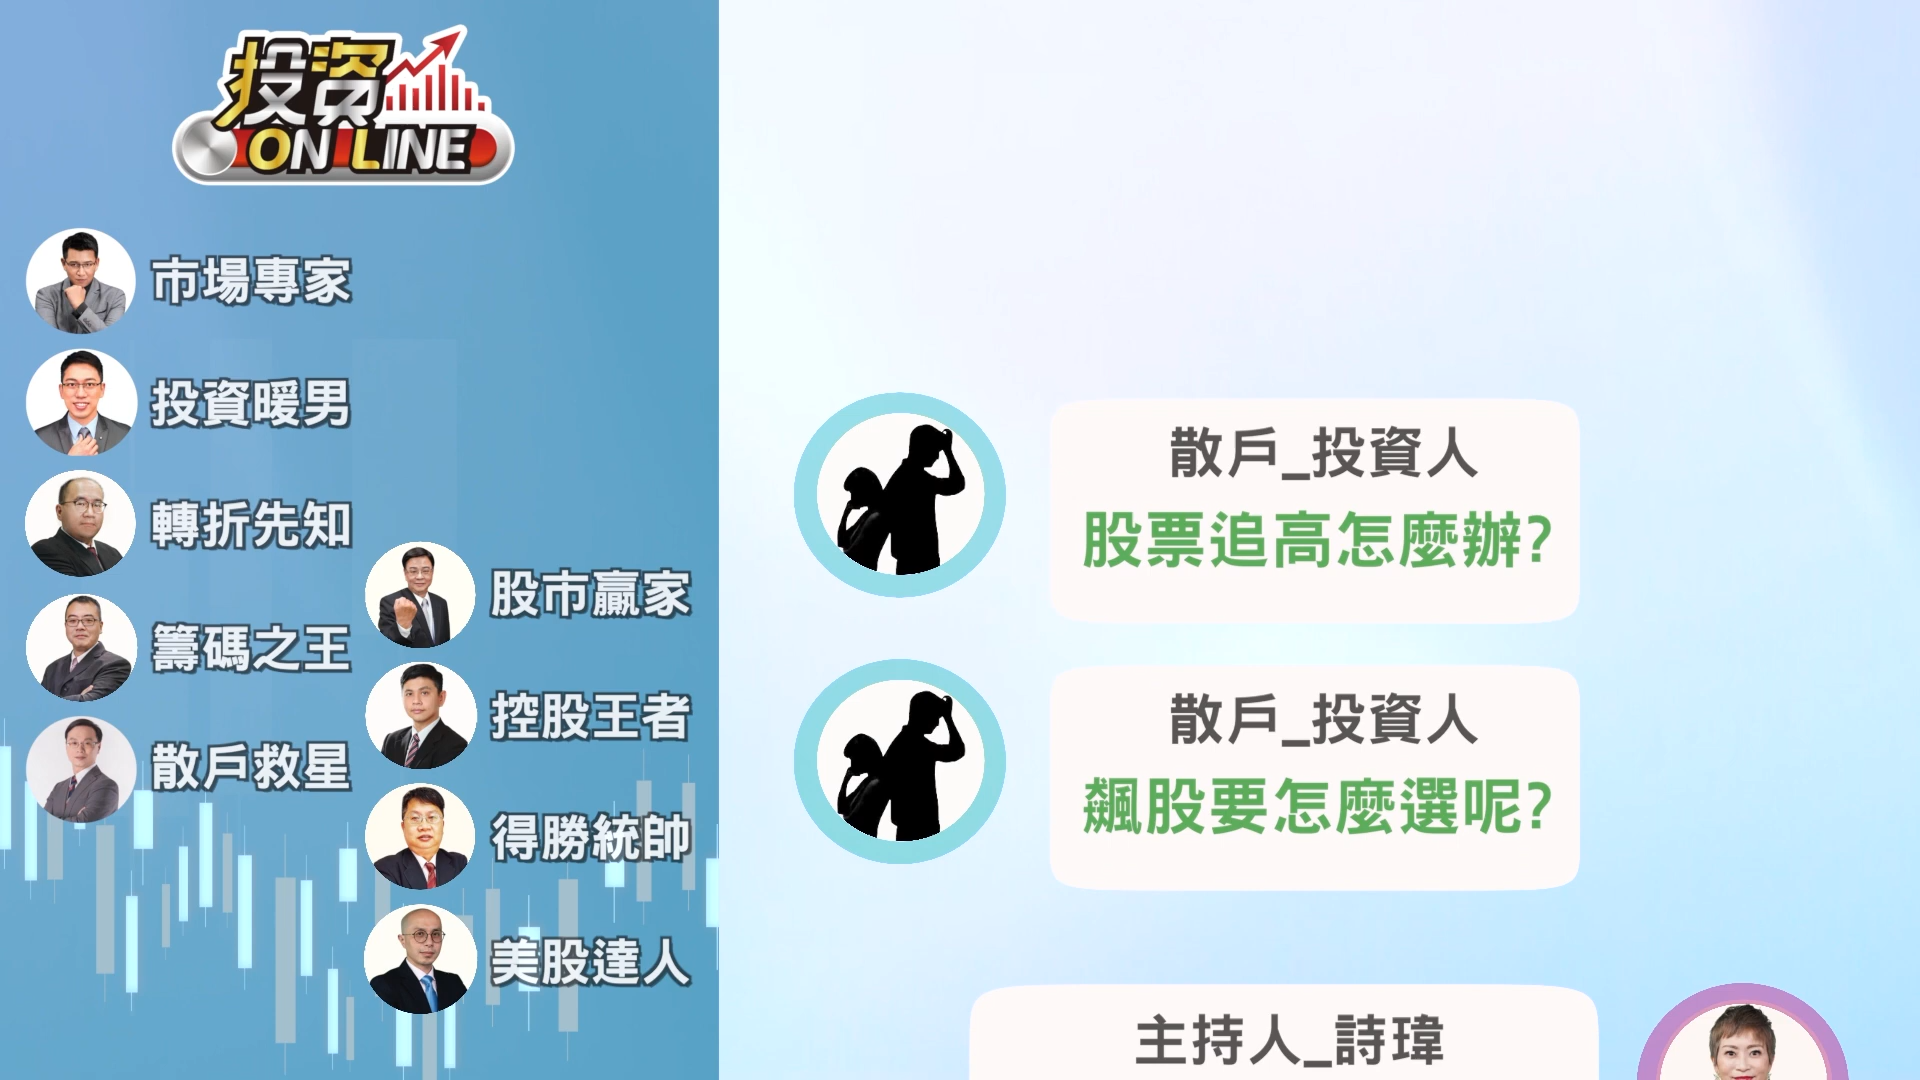 投資
ON LINE
市場專家
投資暖男
轉折先知
籌碼之王
散戶救星
股市贏家
控股王者
得勝統帥
美股達人
散戶_投資人
股票追高怎麼辦?
散戶_投資人
飆股要怎麼選呢?
主持人_詩瑋